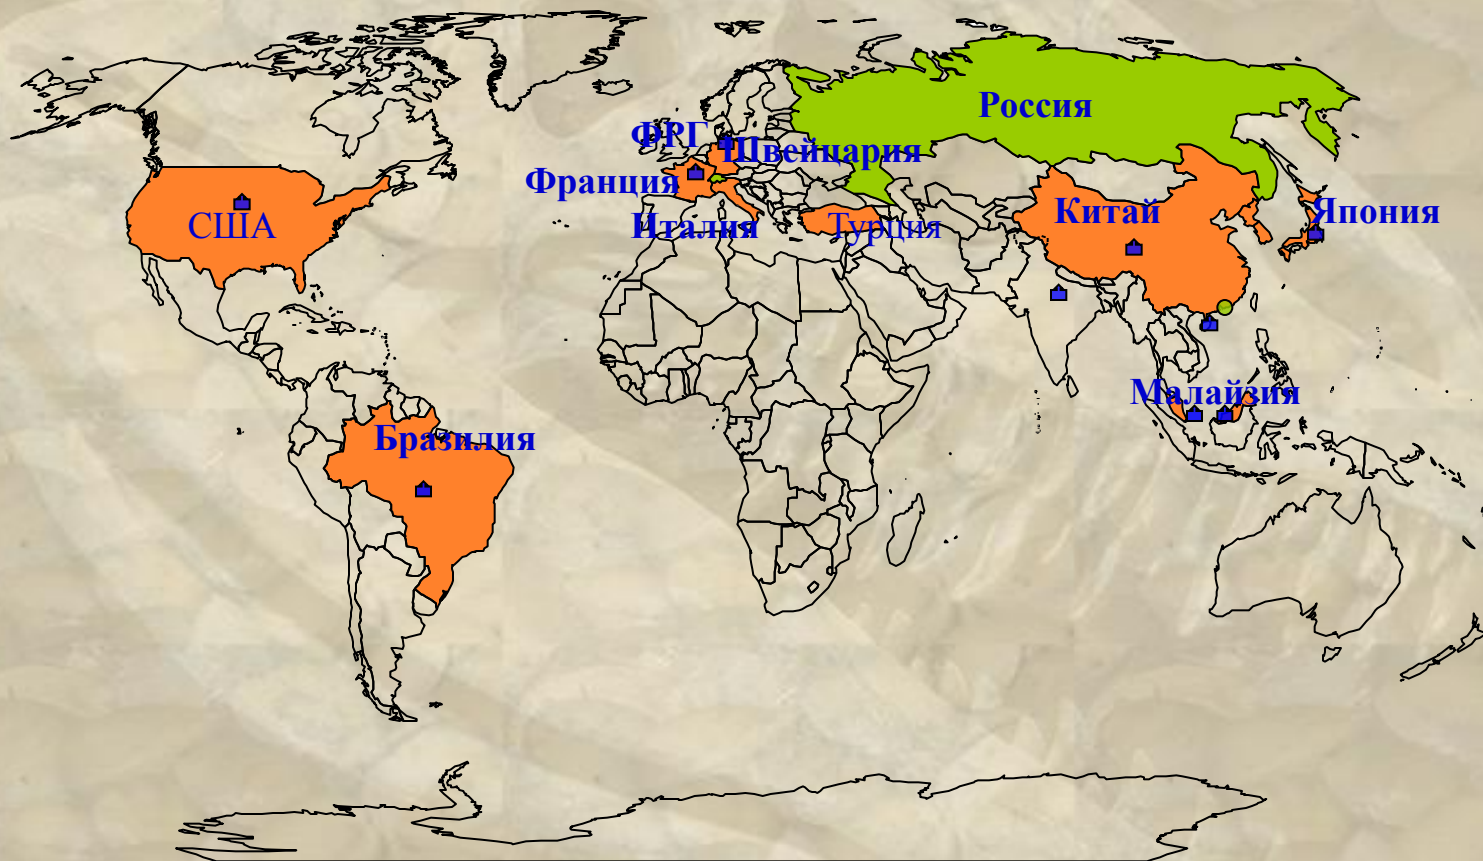 Россия
ФРГ
Швейцария
Франция
США
Италия
Турция
Китай
Япония
Малайзия
Бразилия